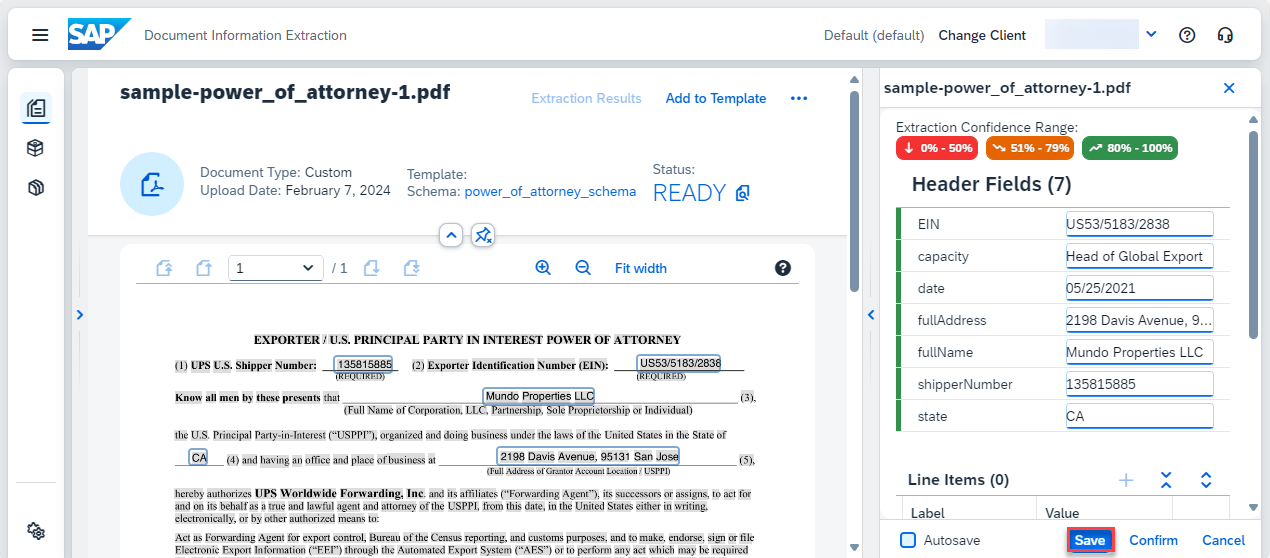 SAP Document Information Extraction Default (default) Change Client
sample-power_of_attorney-1.pdf
Extraction Results Add to Template
Document Type: Custom
Upload Date: February 7, 2024
Template:
Schema: power_of_attorney_schema
Status:
READY
1 / 1 Fit width
EXPORTER / U.S. PRINCIPAL PARTY IN INTEREST POWER OF ATTORNEY
(1) UPS U.S. Shipper Number: 135815885 (2) Exporter Identification Number (EIN): US53/5183/2838
(REQUIRED) (REQUIRED)
Know all men by these presents that Mundo Properties LLC (3),
(Full Name of Corporation, LLC, Partnership, Sole Proprietorship or Individual)
the U.S. Principal Party-in-Interest (“USPPI”), organized and doing business under the laws of the United States in the State of
CA (4) and having an office and place of business at 2198 Davis Avenue, 95131 San Jose (5),
(Full Address of Grantor Account Location / USPPI)
hereby authorizes UPS Worldwide Forwarding, Inc. and its affiliates (“Forwarding Agent”), its successors or assigns, to act for
and on its behalf as a true and lawful agent and attorney of the USPPI, from this date, in the United States either in writing,
electronically, or by other authorized means to:
Act as Forwarding Agent for export control, Bureau of the Census reporting, and customs purposes, and to make, endorse, sign or file
Electronic Export Information (“EEI”) through the Automated Export System (“AES”) or to perform any act which may be required
sample-power_of_attorney-1.pdf
Extraction Confidence Range:
0% - 50% 51% - 79% 80% - 100%
Header Fields (7)
EIN US53/5183/2838
capacity Head of Global Export
date 05/25/2021
fullAddress 2198 Davis Avenue, 9...
fullName Mundo Properties LLC
shipperNumber 135815885
state CA
Line Items (0)
Label Value
Autosave Save Confirm Cancel